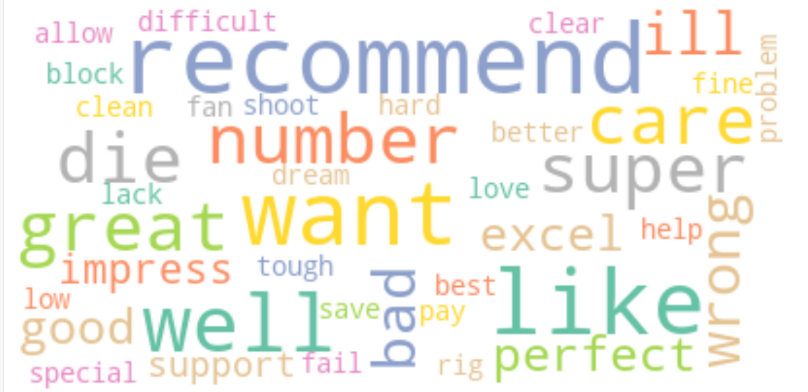 allow difficult clear ill
recommend
block fine problem
clean fan shoot hard care
number better
die super
dream
lack love
great want excel help wrong
impress tough
low bad best like
good well save pay
perfect
special support fail rig